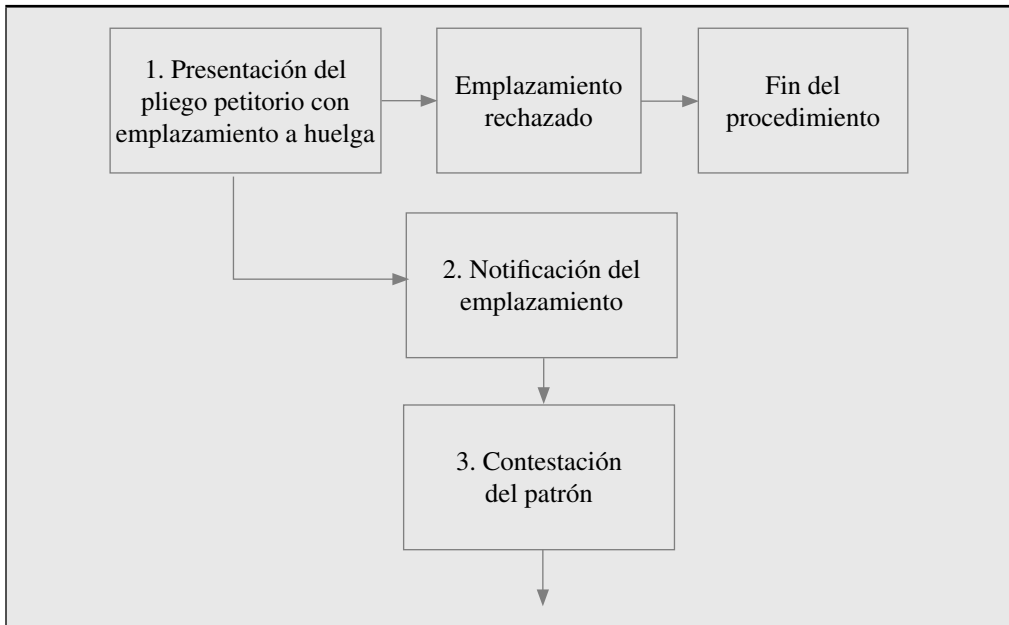 1. Presentación del
pliego petitorio con
emplazamiento a huelga
Emplazamiento
rechazado
Fin del
procedimiento
2. Notificación del
emplazamiento
3. Contestación
del patrón